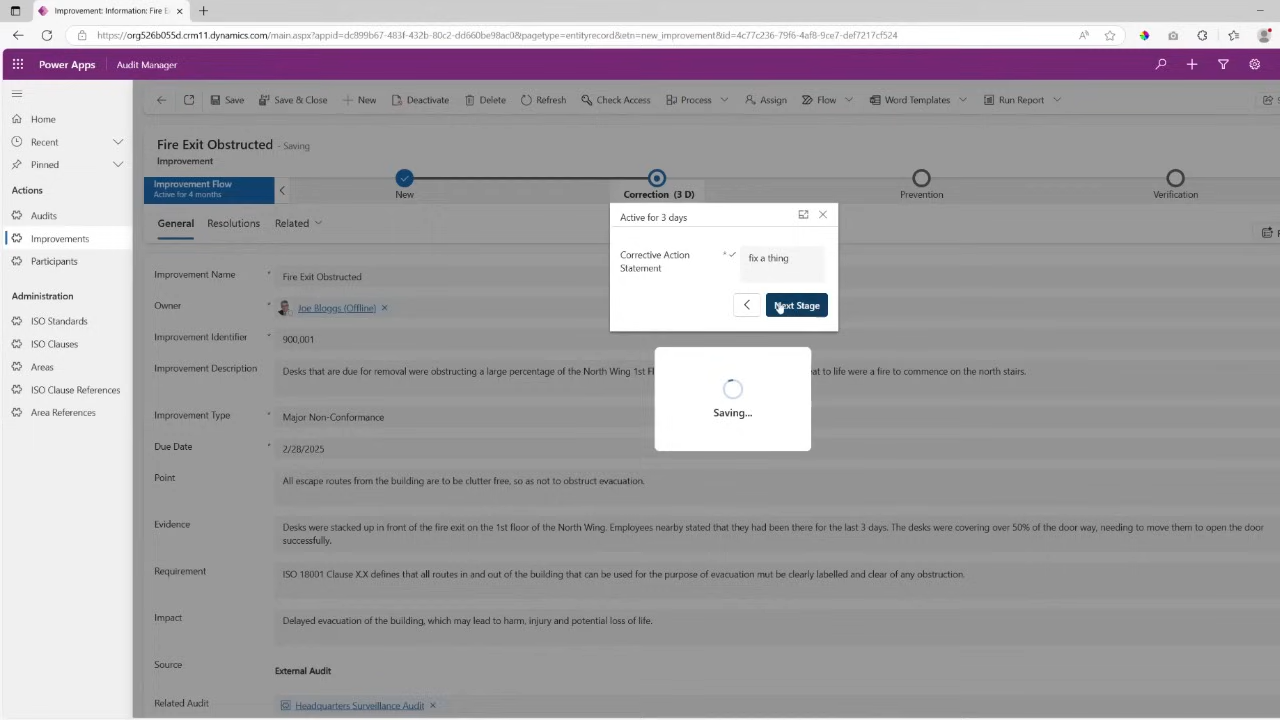 Improvement: Information: Fire E
https://org526b055d.crm11.dynamics.com/main.aspx?appid=dc899b67-483f-432b-80c2-dd660be98ac0&pagetype=entityrecord&etn=new_improvement&id=4c77c236-79f6-4af8-9ce7-def7217cf524
Power Apps
Audit Manager
Save
Save & Close
New
Deactivate
Delete
Refresh
Check Access
Process
Assign
Flow
Word Templates
Run Report
Home
Recent
Pinned
Actions
Audits
Improvements
Participants
Administration
ISO Standards
ISO Clauses
Areas
ISO Clause References
Area References
Fire Exit Obstructed - Saving
Improvement
Improvement Flow
Active for 4 months
New
Correction (3 D)
Prevention
Verification
General
Resolutions
Related
Active for 3 days
Corrective Action
Statement
*
fix a thing
Next Stage
Saving...
Improvement Name * Fire Exit Obstructed
Owner * Joe Bloggs (Offline)
Improvement Identifier 900,001
Improvement Description * Desks that are due for removal were obstructing a large percentage of the North Wing 1st Fl at to life were a fire to commence on the north stairs.
Improvement Type * Major Non-Conformance
Due Date * 2/28/2025
Point All escape routes from the building are to be clutter free, so as not to obstruct evacuation.
Evidence Desks were stacked up in front of the fire exit on the 1st floor of the North Wing. Employees nearby stated that they had been there for the last 3 days. The desks were covering over 50% of the door way, needing to move them to open the door
successfully.
Requirement ISO 18001 Clause X.X defines that all routes in and out of the building that can be used for the purpose of evacuation mut be clearly labelled and clear of any obstruction.
Impact Delayed evacuation of the building, which may lead to harm, injury and potential loss of life.
Source External Audit
Related Audit Headquarters Surveillance Audit